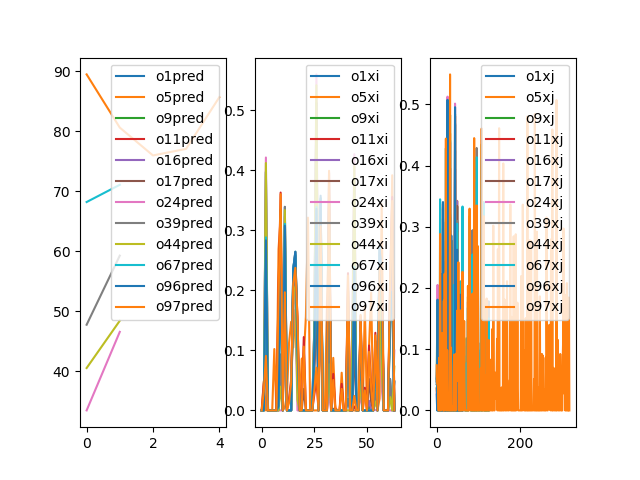 90
80
70
60
50
40
0
2
4
o1pred
o5pred
o9pred
o11pred
o16pred
o17pred
o24pred
o39pred
o44pred
o67pred
o96pred
o97pred
0.5
0.4
0.3
0.2
0.1
0.0
0
25
50
o1xi
o5xi
o9xi
o11xi
o16xi
o17xi
o24xi
o39xi
o44xi
o67xi
o96xi
o97xi
0.5
0.4
0.3
0.2
0.1
0.0
0
200
o1xj
o5xj
o9xj
o11xj
o16xj
o17xj
o24xj
o39xj
o44xj
o67xj
o96xj
o97xj